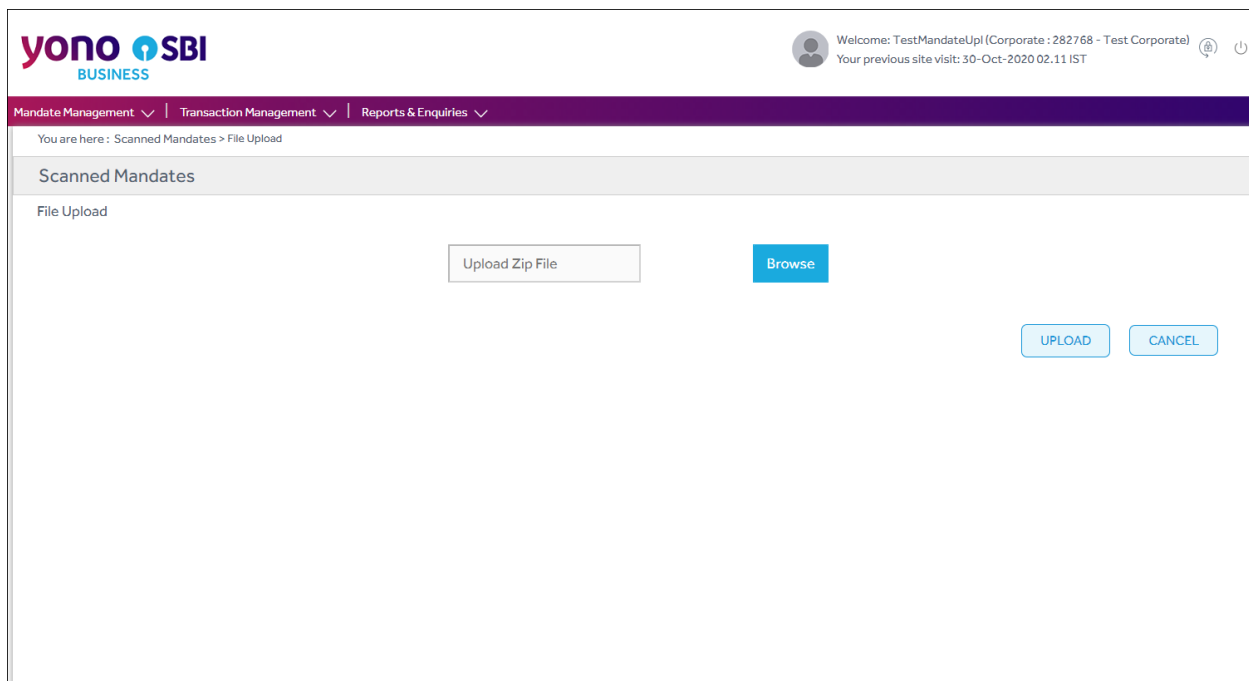 yono SBI
BUSINESS
Welcome: TestMandateUpl (Corporate : 282768 - Test Corporate)
Your previous site visit: 30-Oct-2020 02.11 IST
Mandate Management | Transaction Management | Reports & Enquiries
You are here : Scanned Mandates > File Upload
Scanned Mandates
File Upload
Upload Zip File Browse
UPLOAD CANCEL